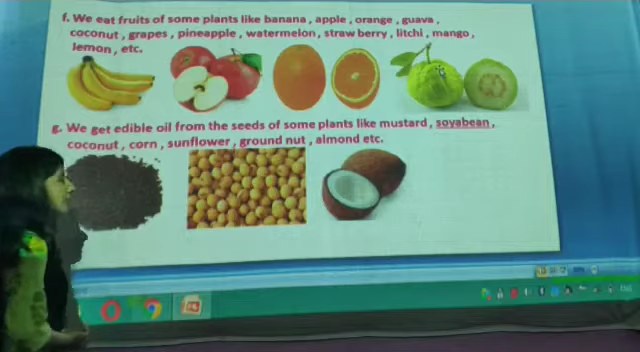 f. We eat fruits of some plants like banana , apple , orange , guava ,
coconut , grapes , pineapple , watermelon , straw berry , litchi , mango ,
lemon , etc.
g. We get edible oil from the seeds of some plants like mustard , soyabean ,
coconut , corn , sunflower , ground nut , almond etc.